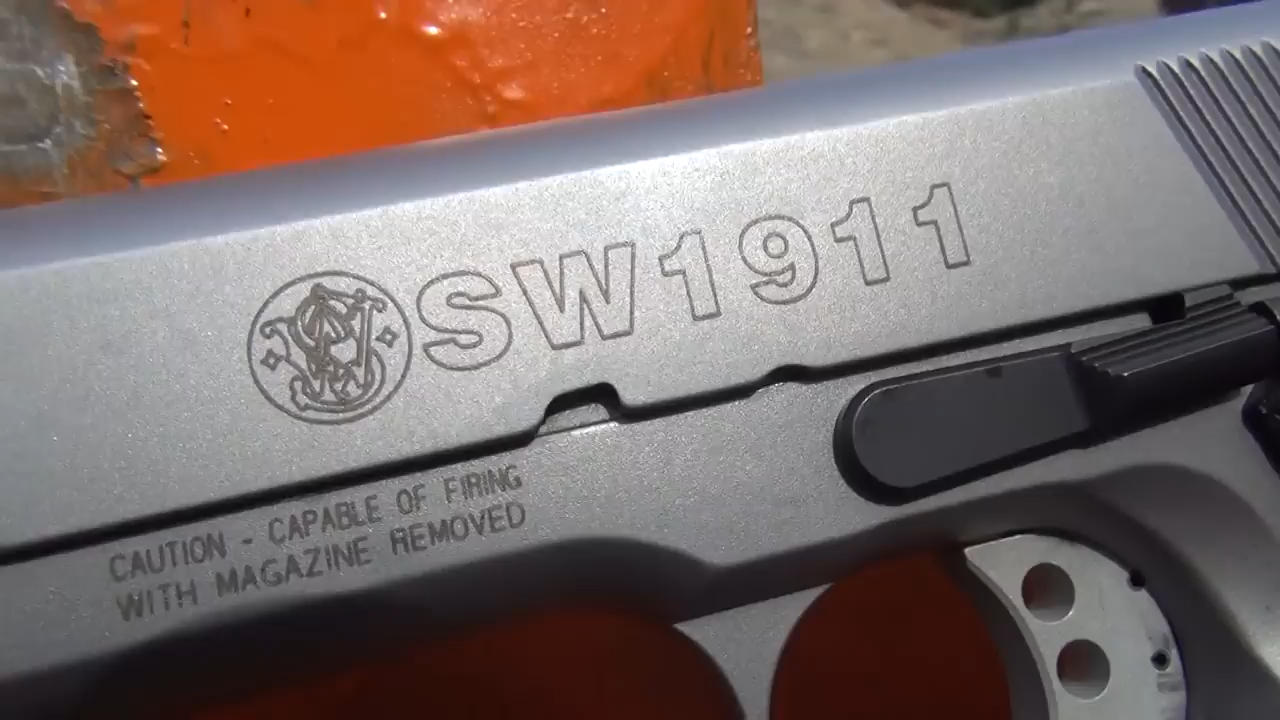 SW1911
CAUTION - CAPABLE OF FIRING
WITH MAGAZINE REMOVED